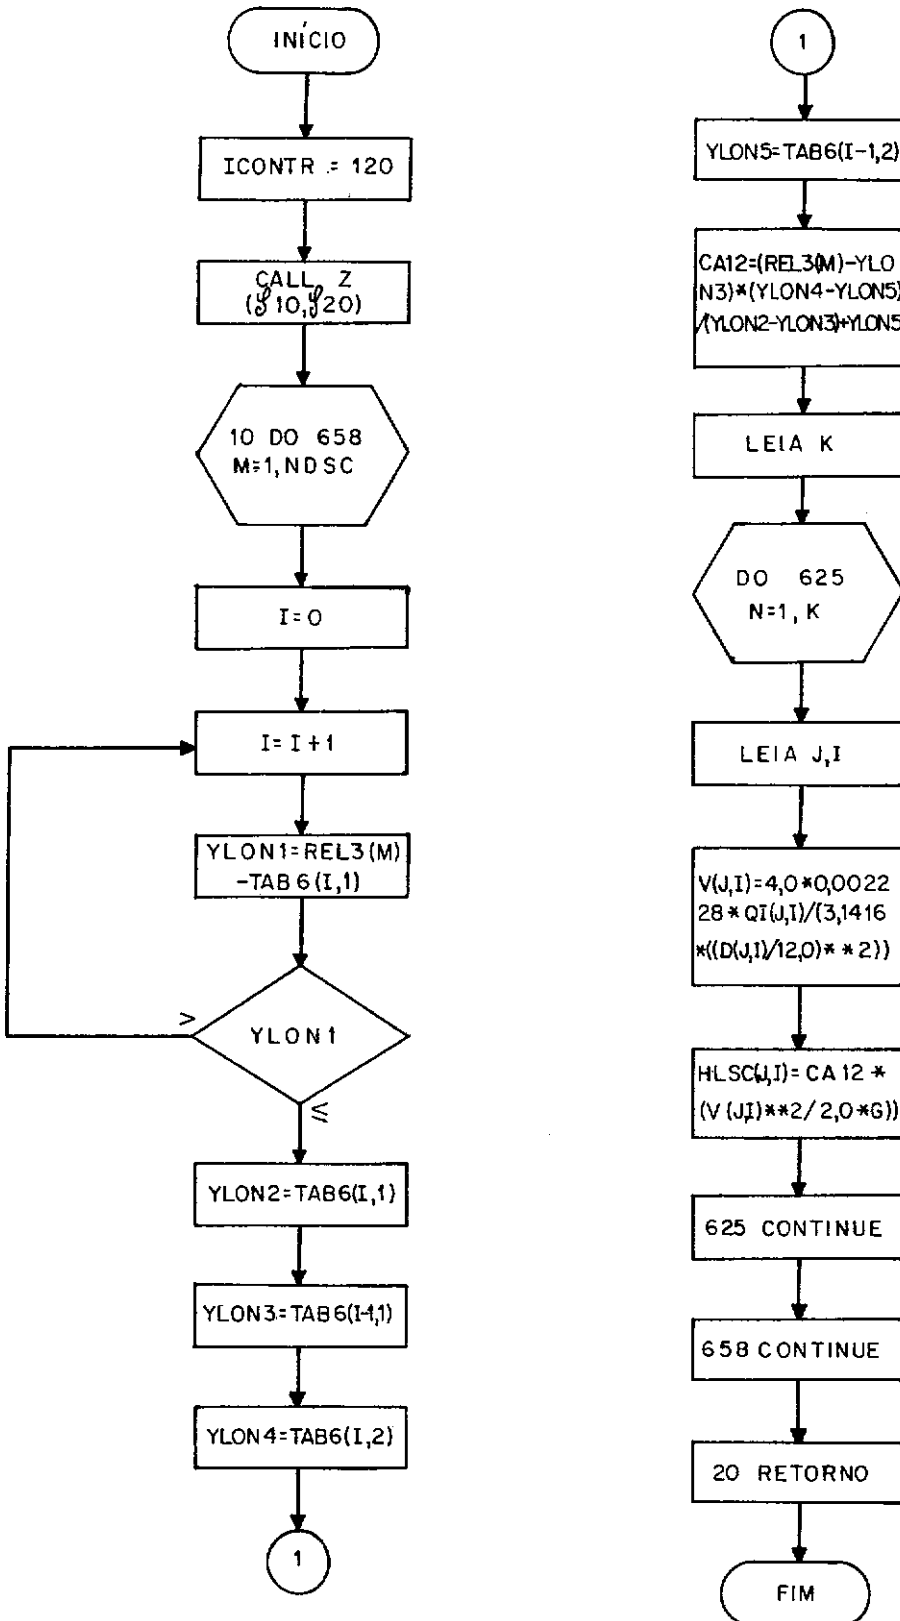 INÍCIO
ICONTR = 120
CALL Z
(&10,&20)
10 DO 658
M=1,NDSC
I=0
I=I+1
YLON1=REL3(M)
-TAB6(I,1)
YLON1
>
≤
YLON2=TAB6(I,1)
YLON3=TAB6(I-1,1)
YLON4=TAB6(I,2)
1
1
YLON5=TAB6(I-1,2)
CA12=(REL3(M)-YLO
N3)*(YLON4-YLON5)
/(YLON2-YLON3)+YLON5
LEIA K
DO 625
N=1, K
LEIA J,I
V(J,I)=4,0*0,0022
28*QI(J,I)/(3,1416
*((D(J,I)/12,0)**2))
HLSC(J,I)=CA12*
(V(J,I)**2/2,0*G))
625 CONTINUE
658 CONTINUE
20 RETORNO
FIM